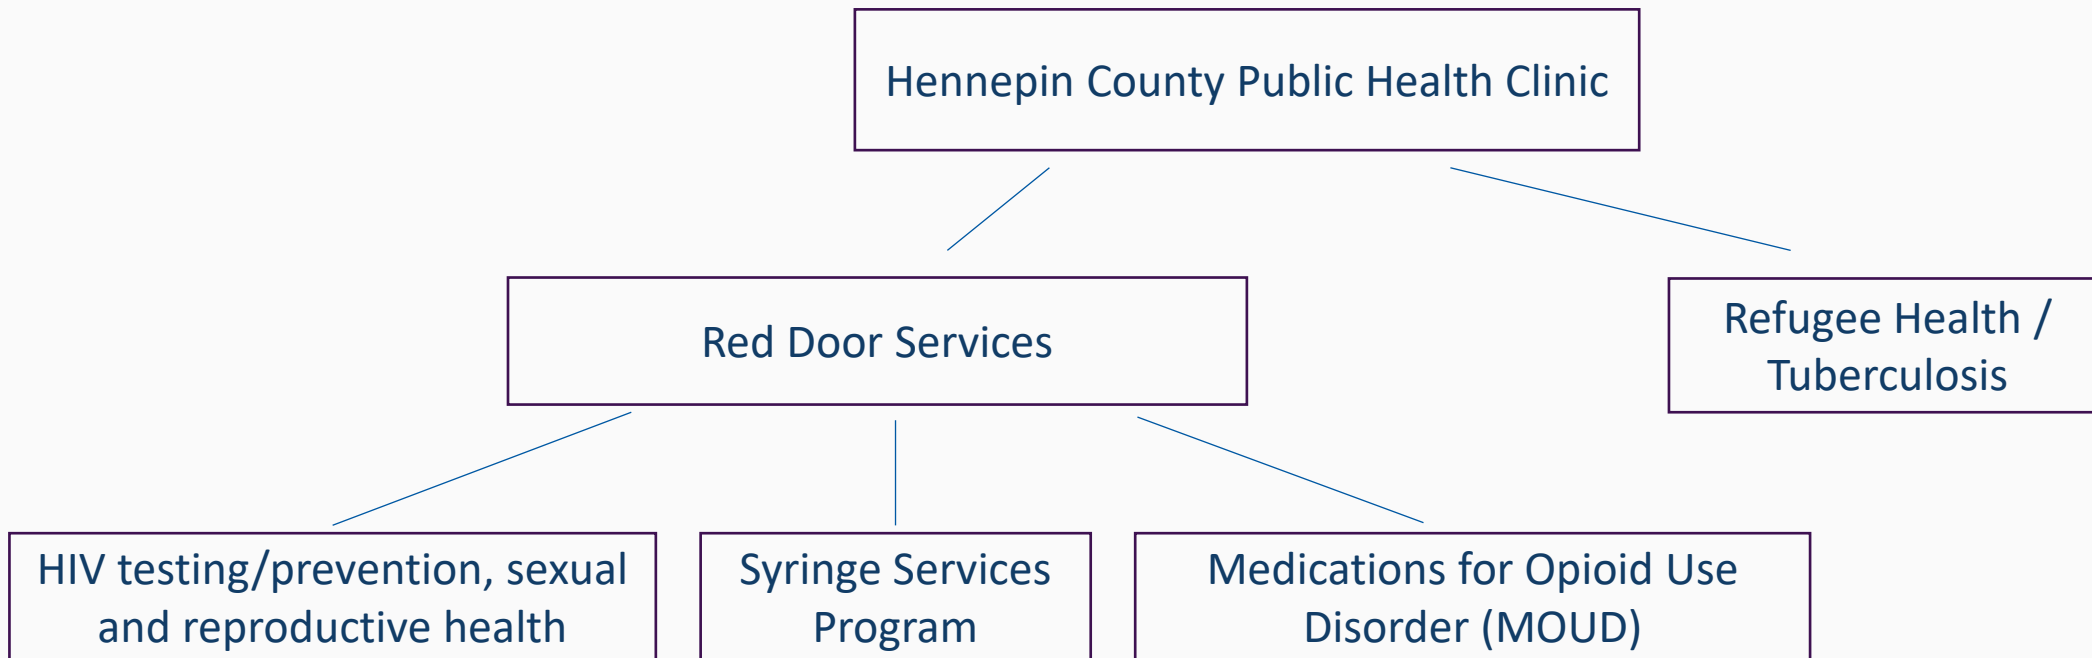 Hennepin County Public Health Clinic
Red Door Services
Refugee Health /
Tuberculosis
HIV testing/prevention, sexual
and reproductive health
Syringe Services
Program
Medications for Opioid Use
Disorder (MOUD)